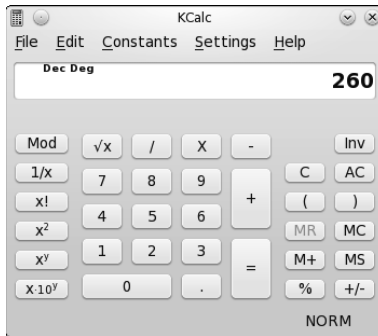 KCalc
File Edit Constants Settings Help
Dec Deg
260
Mod √x / X - Inv
1/x 7 8 9 + C AC
x! 4 5 6 ( )
x² MR MC
xʸ 1 2 3 = M+ MS
x·10ʸ 0 . % +/-
NORM